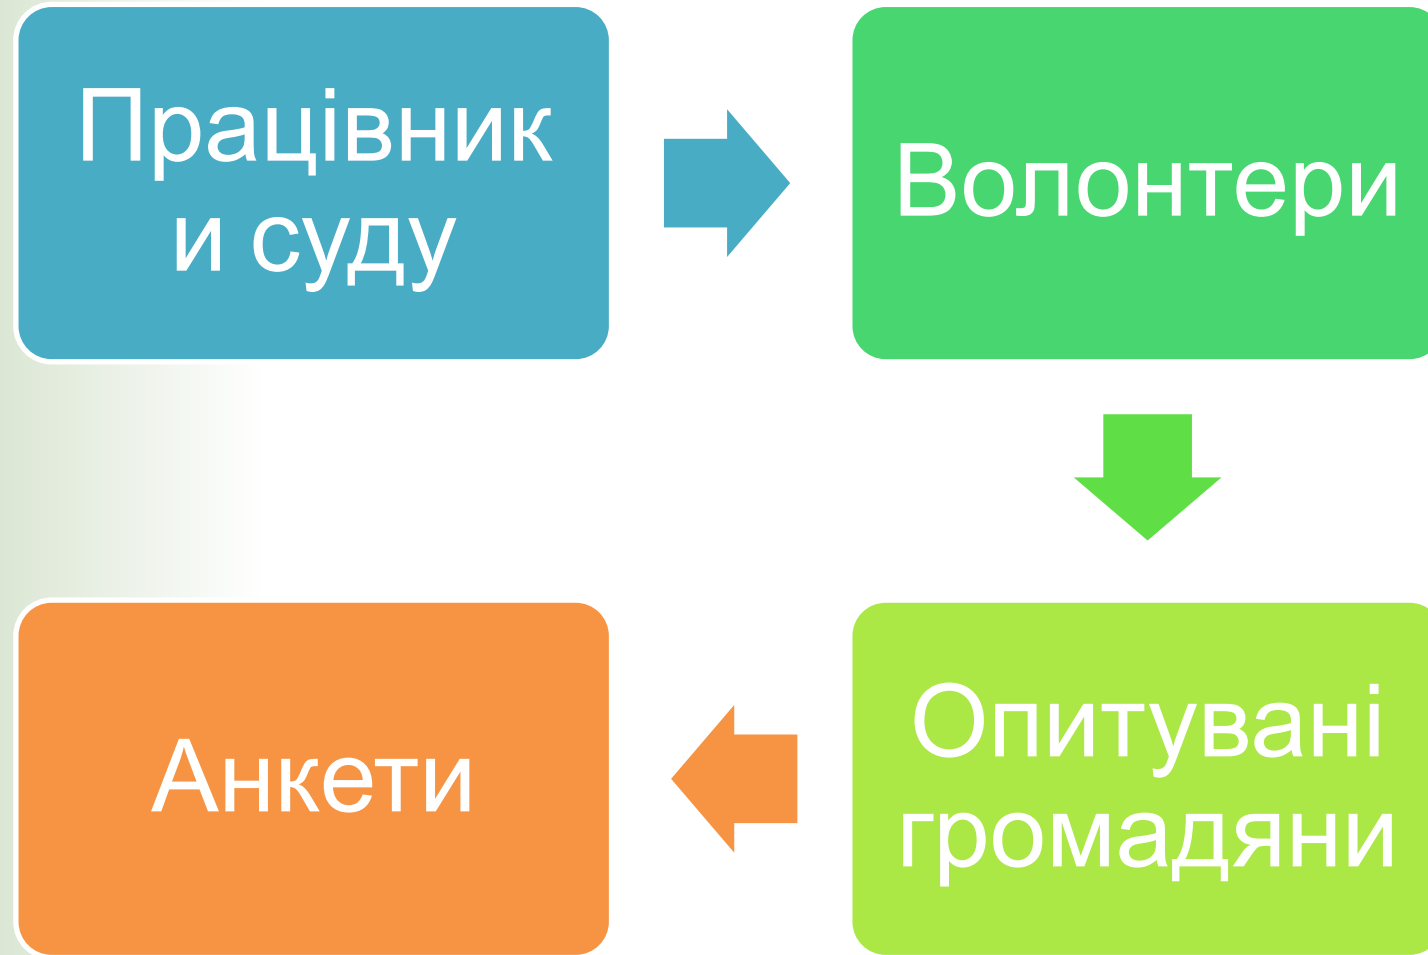 Працівник
и суду
Волонтери
Опитувані
громадяни
Анкети